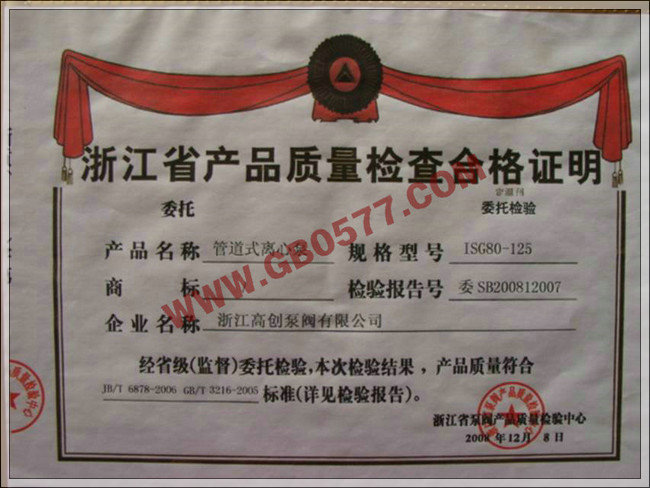 浙江省产品质量检查合格证明
委托
委托检验
产品名称 管道式离心泵 规格型号 ISG80-125
商标 检验报告号 委 SB200812007
企业名称 浙江高创泵阀有限公司
经省级(监督)委托检验,本次检验结果,产品质量符合
JB/T 6878-2006 GB/T 3216-2005 标准(详见检验报告)。
浙江省泵阀产品质量检验中心
2008年12月8日
WWW.GB0577.COM